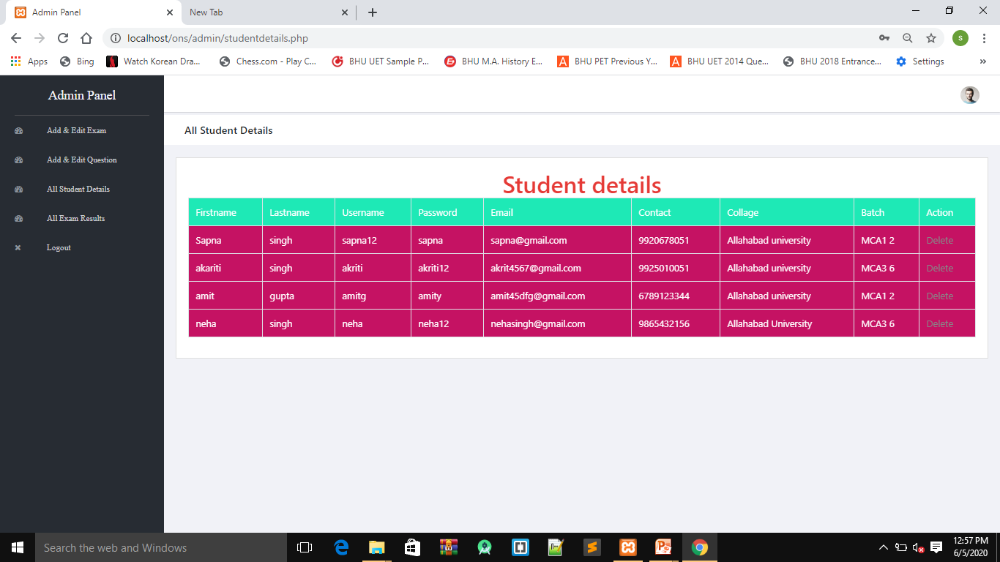 Admin Panel
New Tab
localhost/ons/admin/studentdetails.php
s
Apps Bing Watch Korean Dra... Chess.com - Play C... BHU UET Sample P... BHU M.A. History E... BHU PET Previous Y... BHU UET 2014 Que... BHU 2018 Entrance... Settings »
Admin Panel
Add & Edit Exam
Add & Edit Question
All Student Details
All Exam Results
Logout
All Student Details
Student details
Firstname Lastname Username Password Email Contact Collage Batch Action
Sapna singh sapna12 sapna sapna@gmail.com 9920678051 Allahabad university MCA1 2 Delete
akariti singh akriti akriti12 akrit4567@gmail.com 9925010051 Allahabad university MCA3 6 Delete
amit gupta amitg amity amit45dfg@gmail.com 6789123344 Allahabad university MCA1 2 Delete
neha singh neha neha12 nehasingh@gmail.com 9865432156 Allahabad University MCA3 6 Delete
Search the web and Windows
12:57 PM
6/5/2020